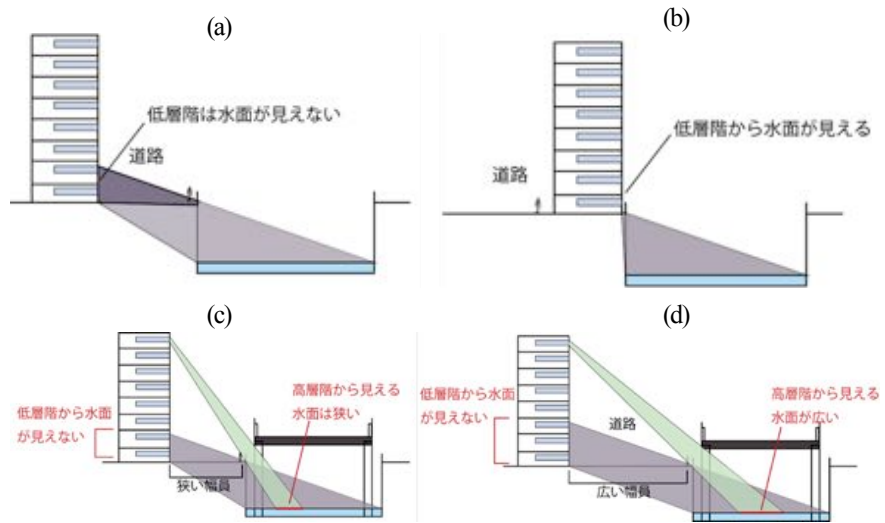 (a)
低層階は水面が見えない
道路
(b)
低層階から水面が見える
道路
(c)
高層階から見える
水面は狭い
低層階から水面
が見えない
狭い幅員
(d)
高層階から見える
水面が広い
低層階から水面
が見えない
道路
広い幅員